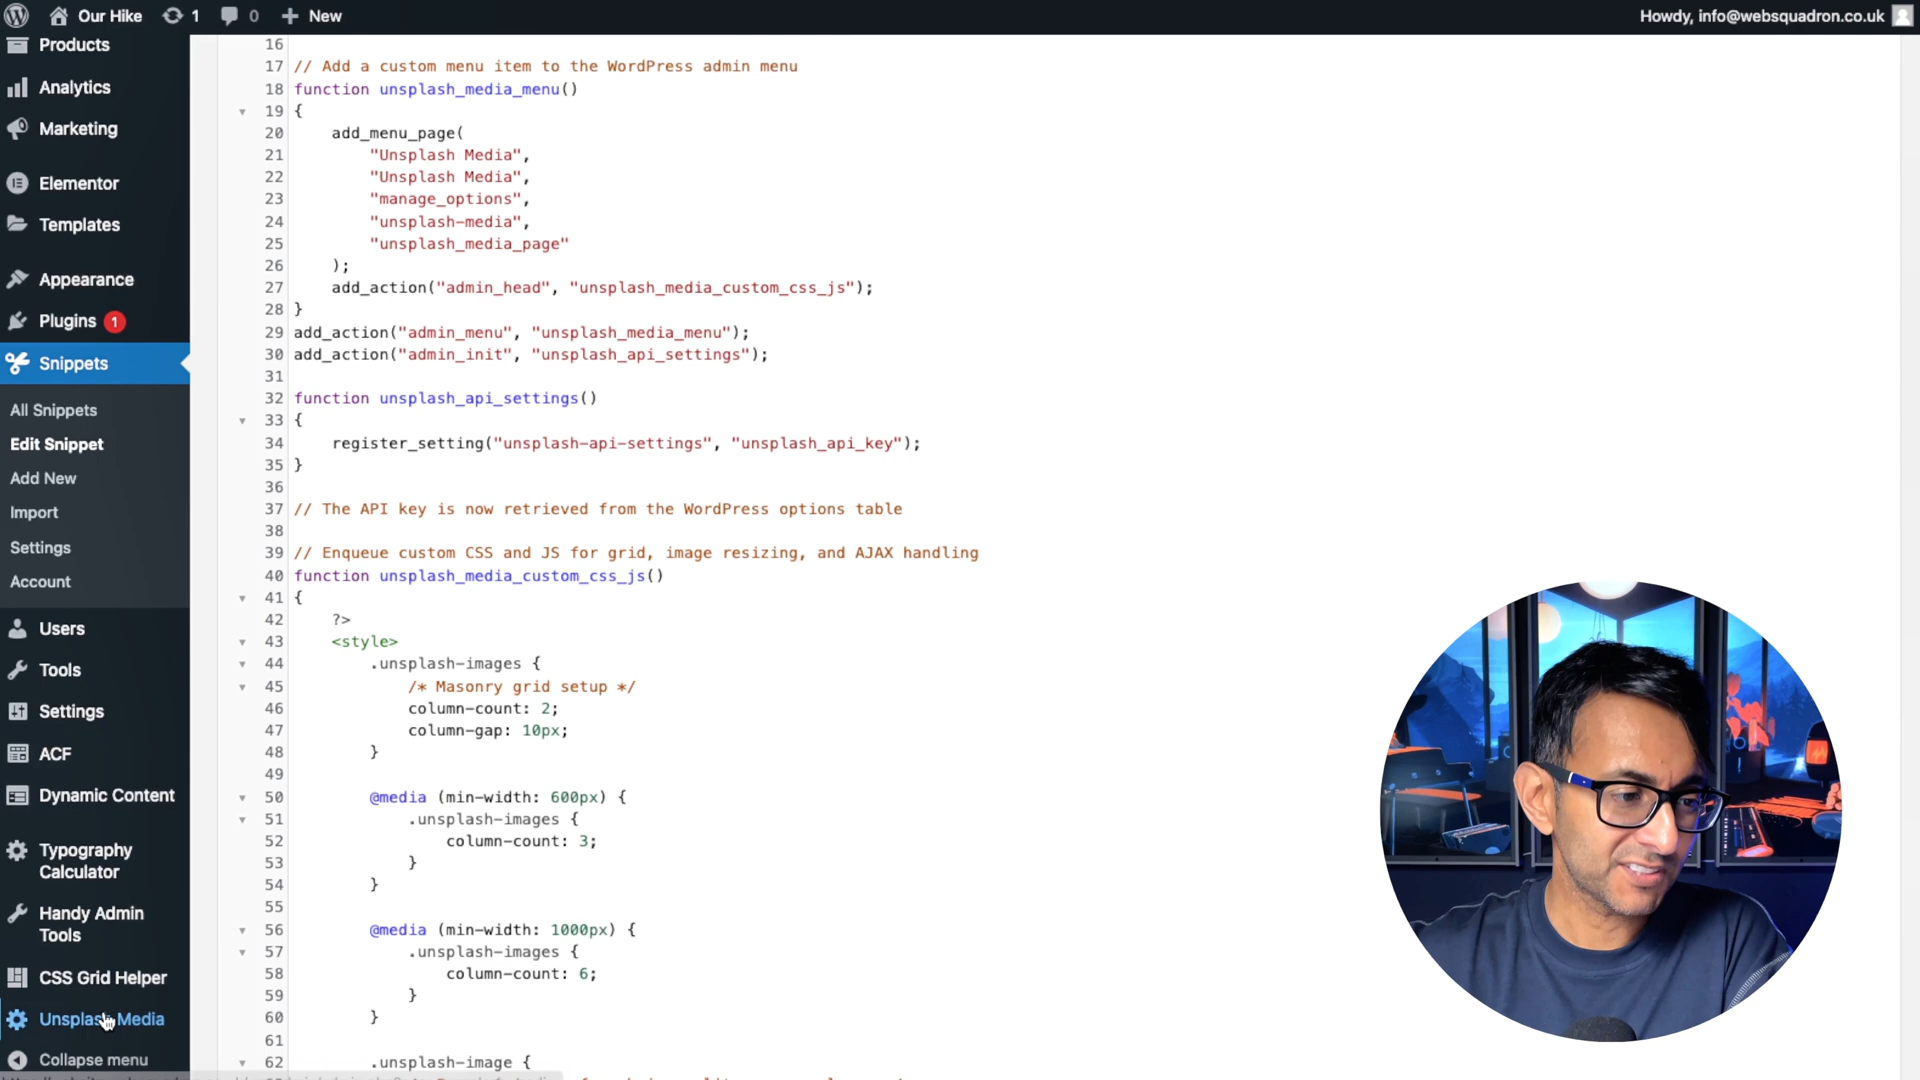 Our Hike 1 0 New Howdy, info@websquadron.co.uk
Products
Analytics
Marketing
Elementor
Templates
Appearance
Plugins 1
Snippets
All Snippets
Edit Snippet
Add New
Import
Settings
Account
Users
Tools
Settings
ACF
Dynamic Content
Typography
Calculator
Handy Admin
Tools
CSS Grid Helper
Unsplash Media
Collapse menu
16
17 // Add a custom menu item to the WordPress admin menu
18 function unsplash_media_menu()
19 {
20 add_menu_page(
21 "Unsplash Media",
22 "Unsplash Media",
23 "manage_options",
24 "unsplash-media",
25 "unsplash_media_page"
26 );
27 add_action("admin_head", "unsplash_media_custom_css_js");
28 }
29 add_action("admin_menu", "unsplash_media_menu");
30 add_action("admin_init", "unsplash_api_settings");
31
32 function unsplash_api_settings()
33 {
34 register_setting("unsplash-api-settings", "unsplash_api_key");
35 }
36
37 // The API key is now retrieved from the WordPress options table
38
39 // Enqueue custom CSS and JS for grid, image resizing, and AJAX handling
40 function unsplash_media_custom_css_js()
41 {
42 ?>
43 <style>
44 .unsplash-images {
45 /* Masonry grid setup */
46 column-count: 2;
47 column-gap: 10px;
48 }
49
50 @media (min-width: 600px) {
51 .unsplash-images {
52 column-count: 3;
53 }
54 }
55
56 @media (min-width: 1000px) {
57 .unsplash-images {
58 column-count: 6;
59 }
60 }
61
62 .unsplash-image {